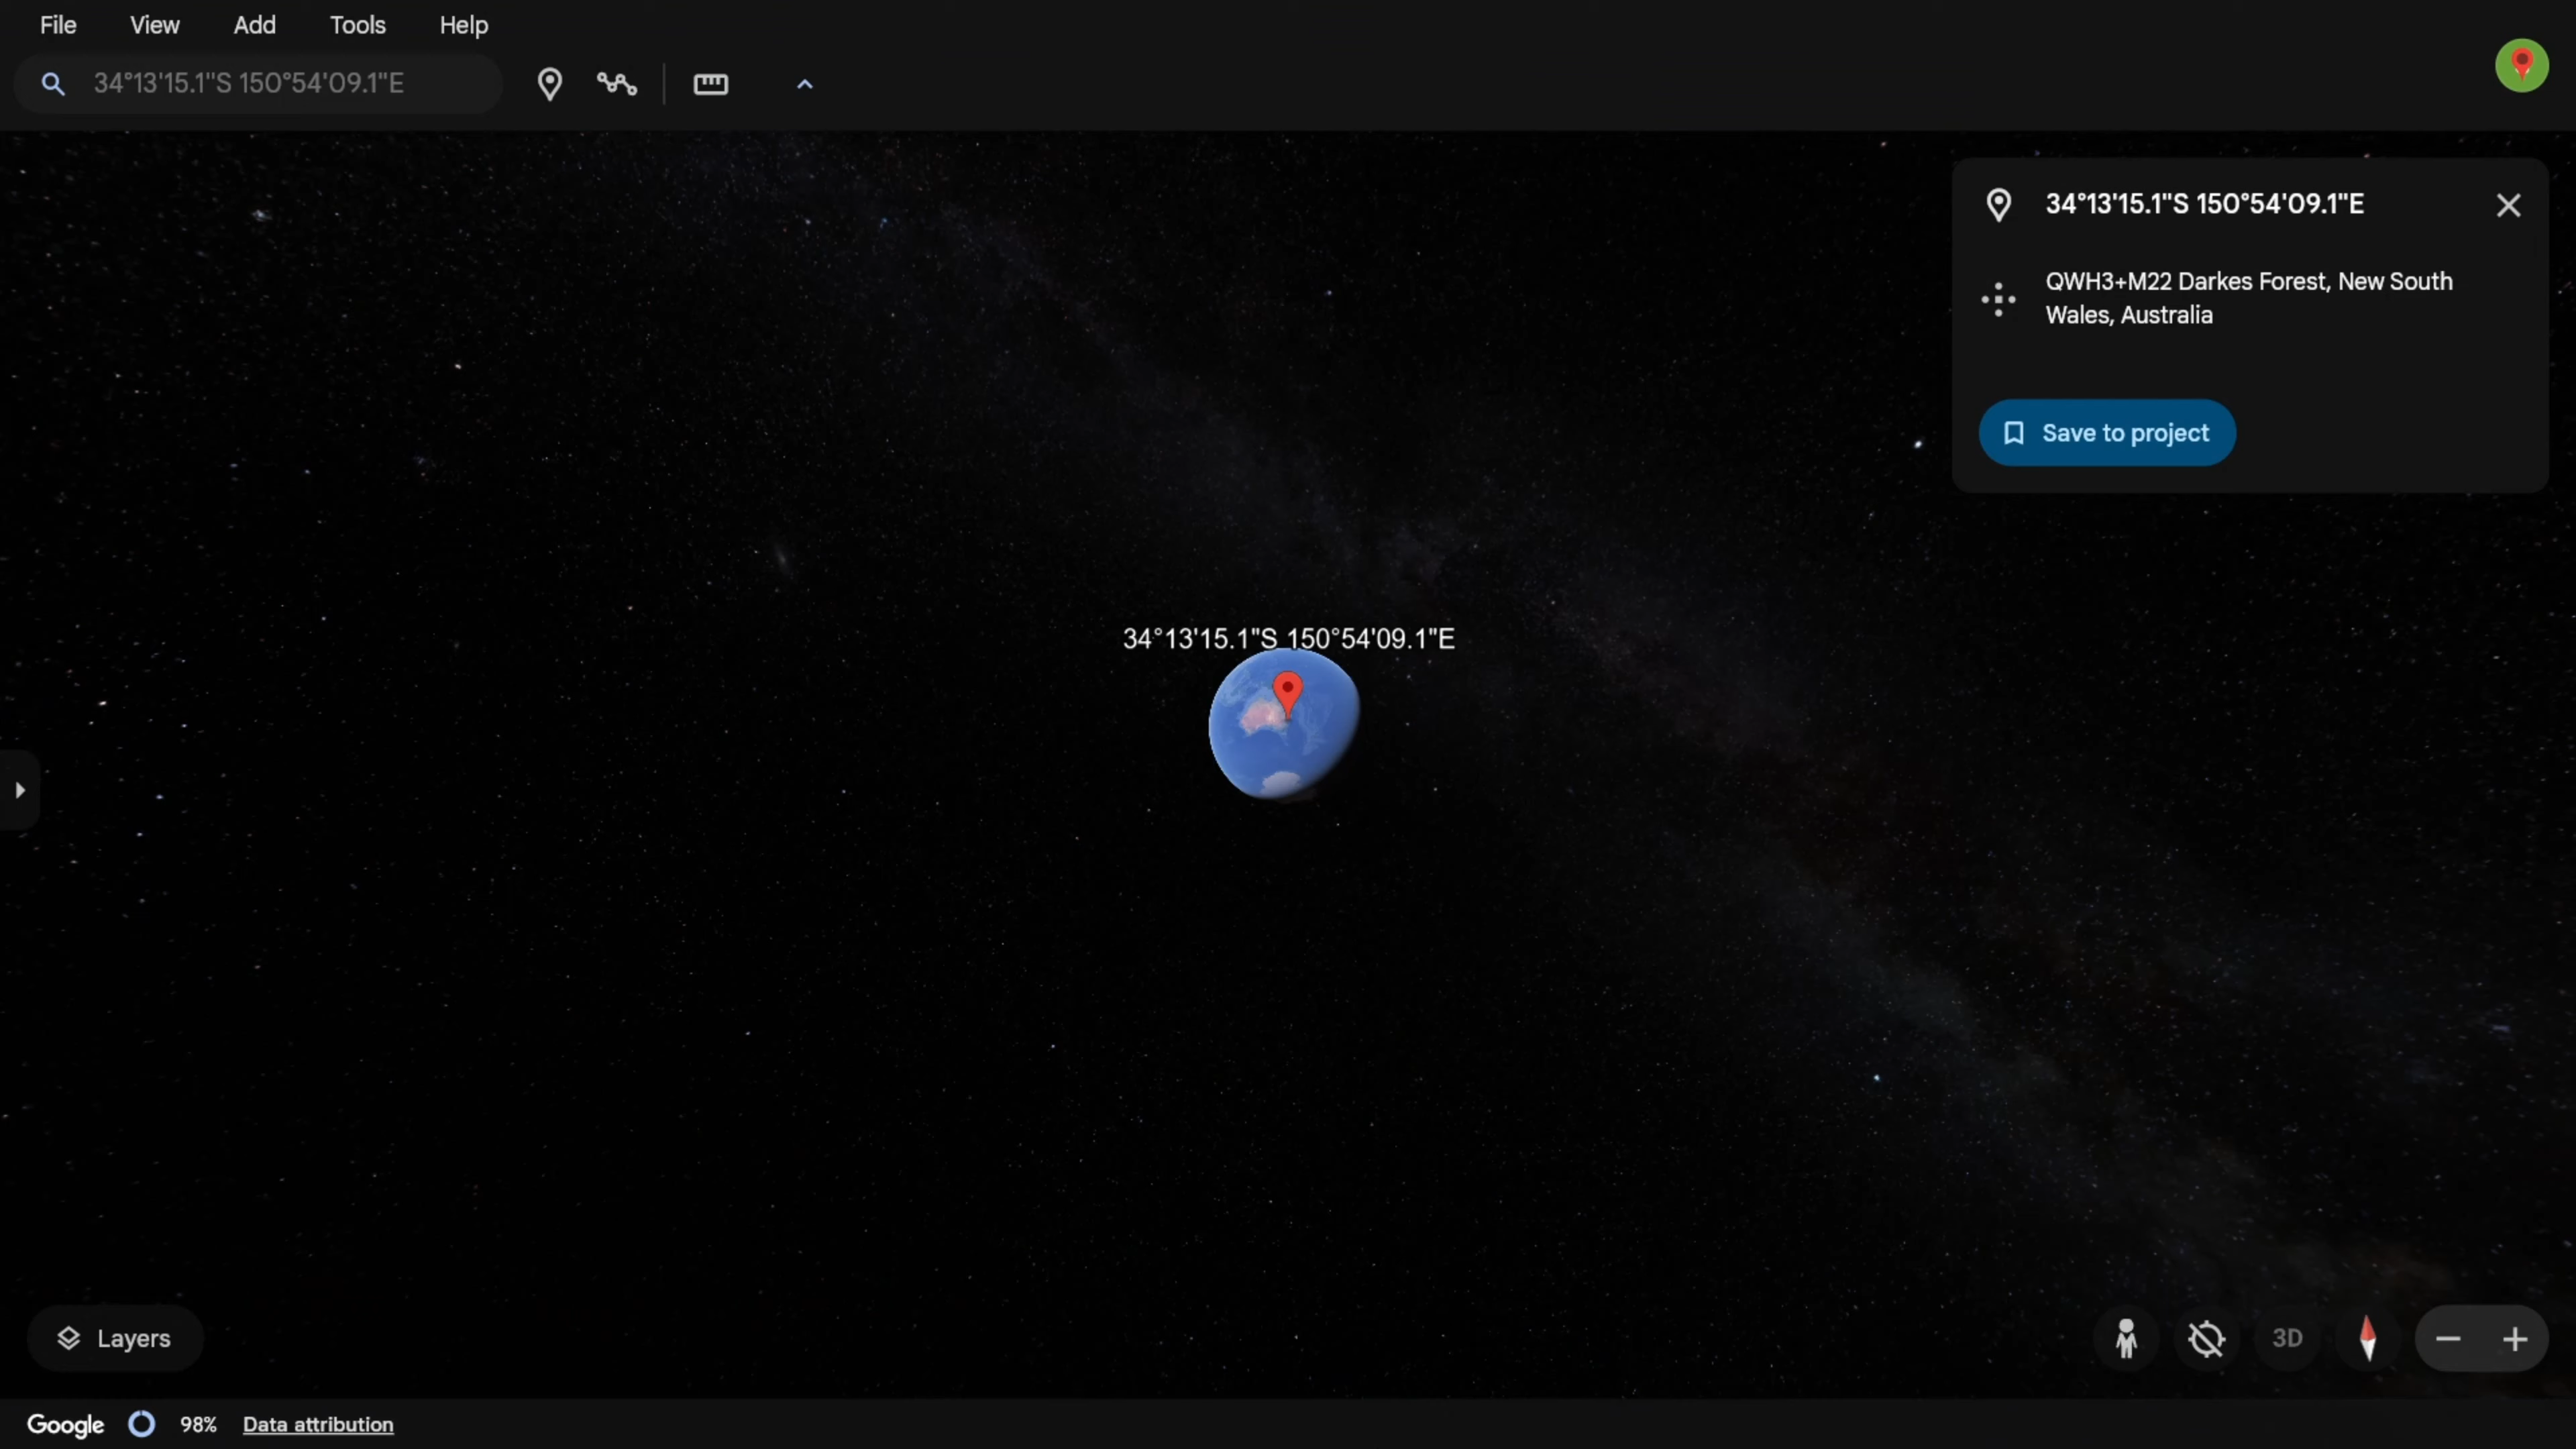 File View Add Tools Help
34°13'15.1"S 150°54'09.1"E
34°13'15.1"S 150°54'09.1"E
QWH3+M22 Darkes Forest, New South
Wales, Australia
Save to project
34°13'15.1"S 150°54'09.1"E
Layers
3D
Google 98% Data attribution